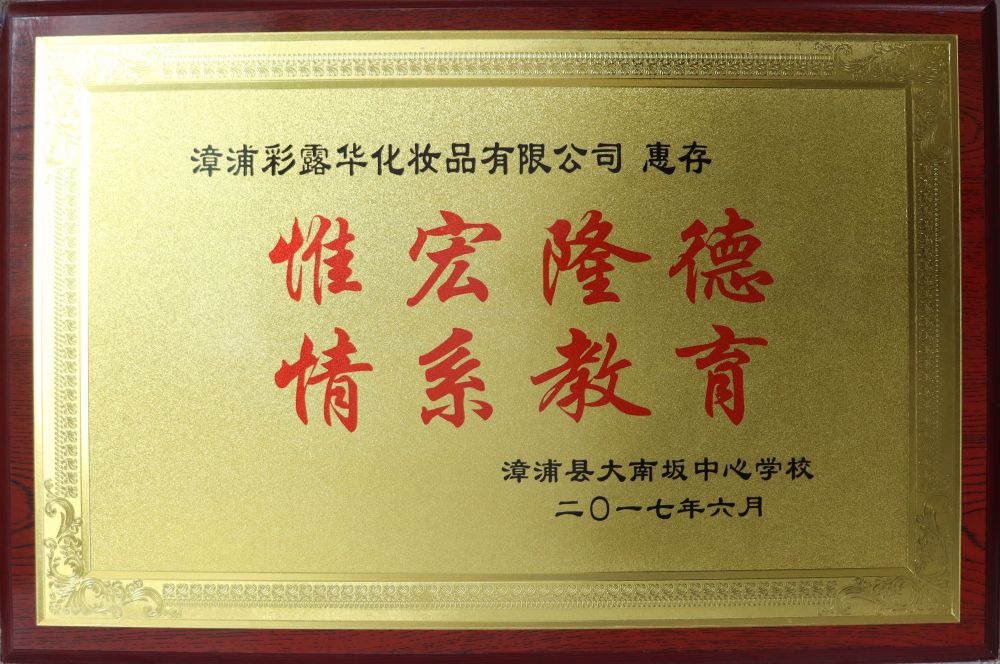 漳浦彩露华化妆品有限公司 惠存
惟宏隆德
情系教育
漳浦县大南坂中心学校
二〇一七年六月